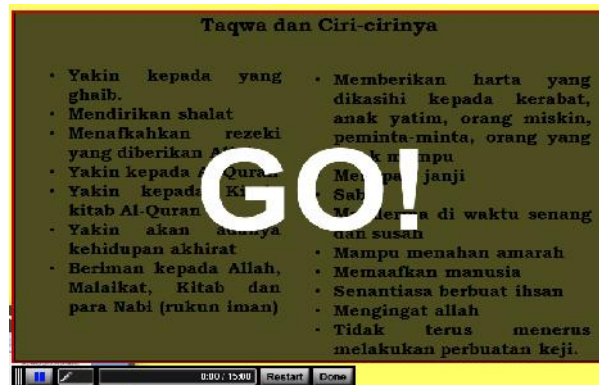 Taqwa dan Ciri-cirinya
• Yakin kepada yang
ghaib.
• Mendirikan shalat
• Menafkahkan rezeki
yang diberikan
• Yakin kepada Quran
• Yakin kepada
kitab Al-Quran
• Yakin akan
kehidupan akhirat
• Beriman kepada Allah,
Malaikat, Kitab dan
para Nabi (rukun iman)
• Memberikan harta yang
dikasihi kepada kerabat,
anak yatim, orang miskin,
peminta-minta, orang yang
mampu
janji
di waktu senang
dan susah
• Mampu menahan amarah
• Memaafkan manusia
• Senantiasa berbuat ihsan
• Mengingat allah
• Tidak terus menerus
melakukan perbuatan keji.
GO!
0:00 / 15:00 Restart Done